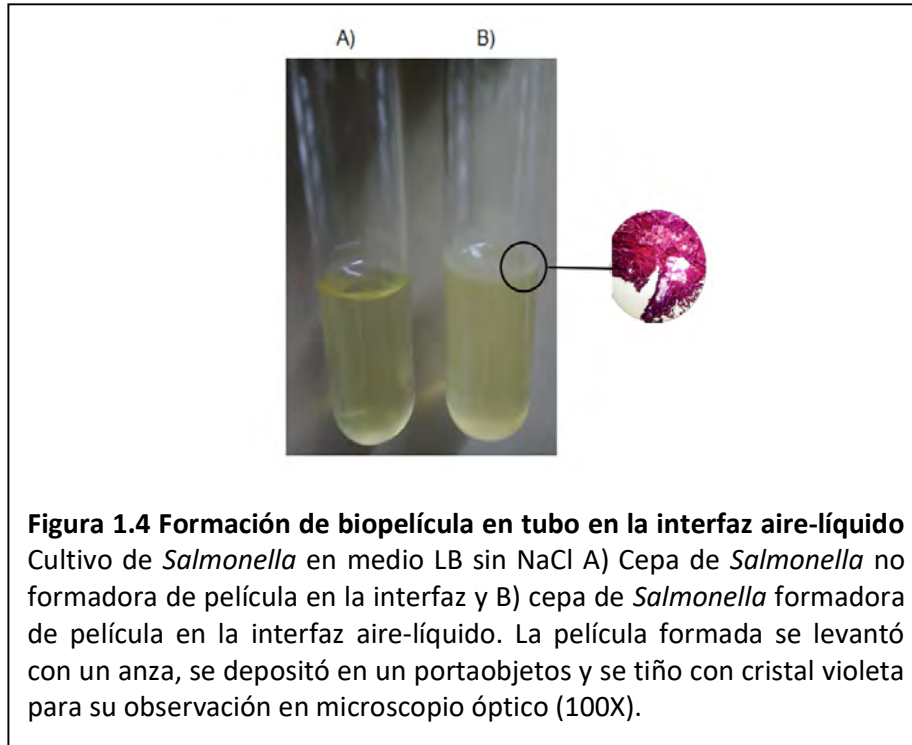 A) B)
Figura 1.4 Formación de biopelícula en tubo en la interfaz aire-líquido
Cultivo de Salmonella en medio LB sin NaCl A) Cepa de Salmonella no
formadora de película en la interfaz y B) cepa de Salmonella formadora
de película en la interfaz aire-líquido. La película formada se levantó
con un anza, se depositó en un portaobjetos y se tiño con cristal violeta
para su observación en microscopio óptico (100X).